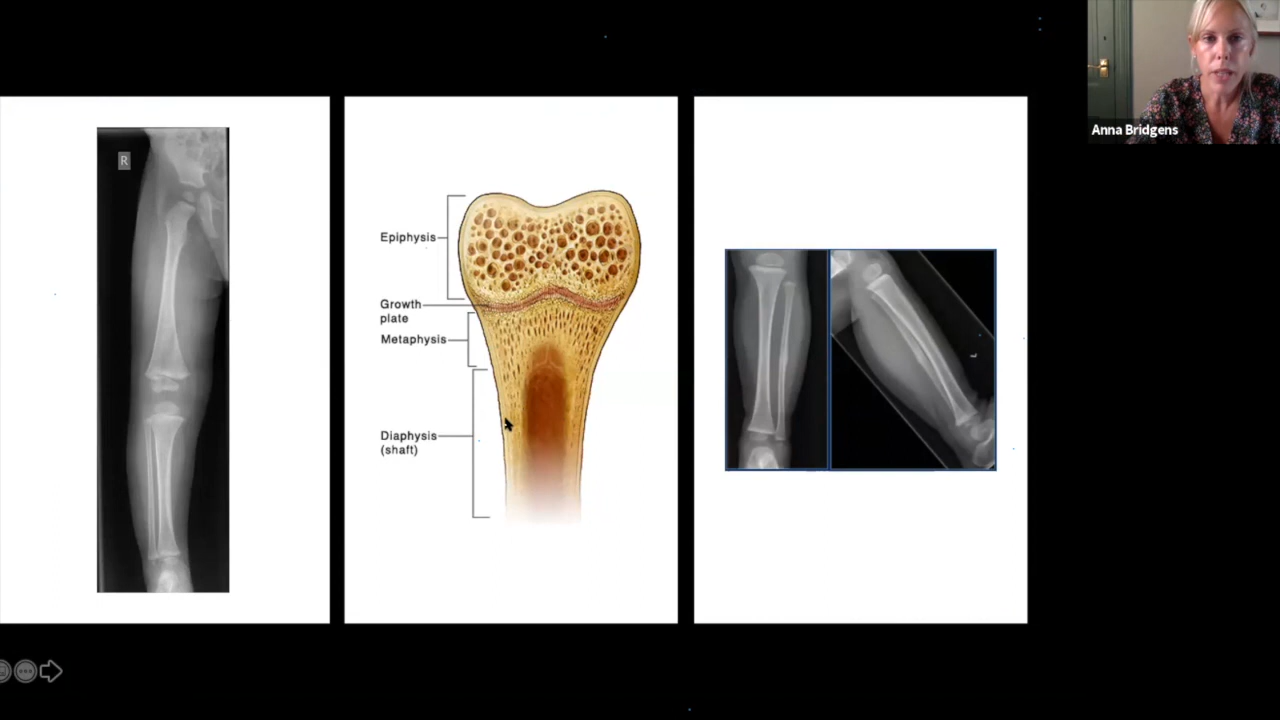 R
Epiphysis
Growth
plate
Metaphysis
Diaphysis
(shaft)
Anna Bridgens